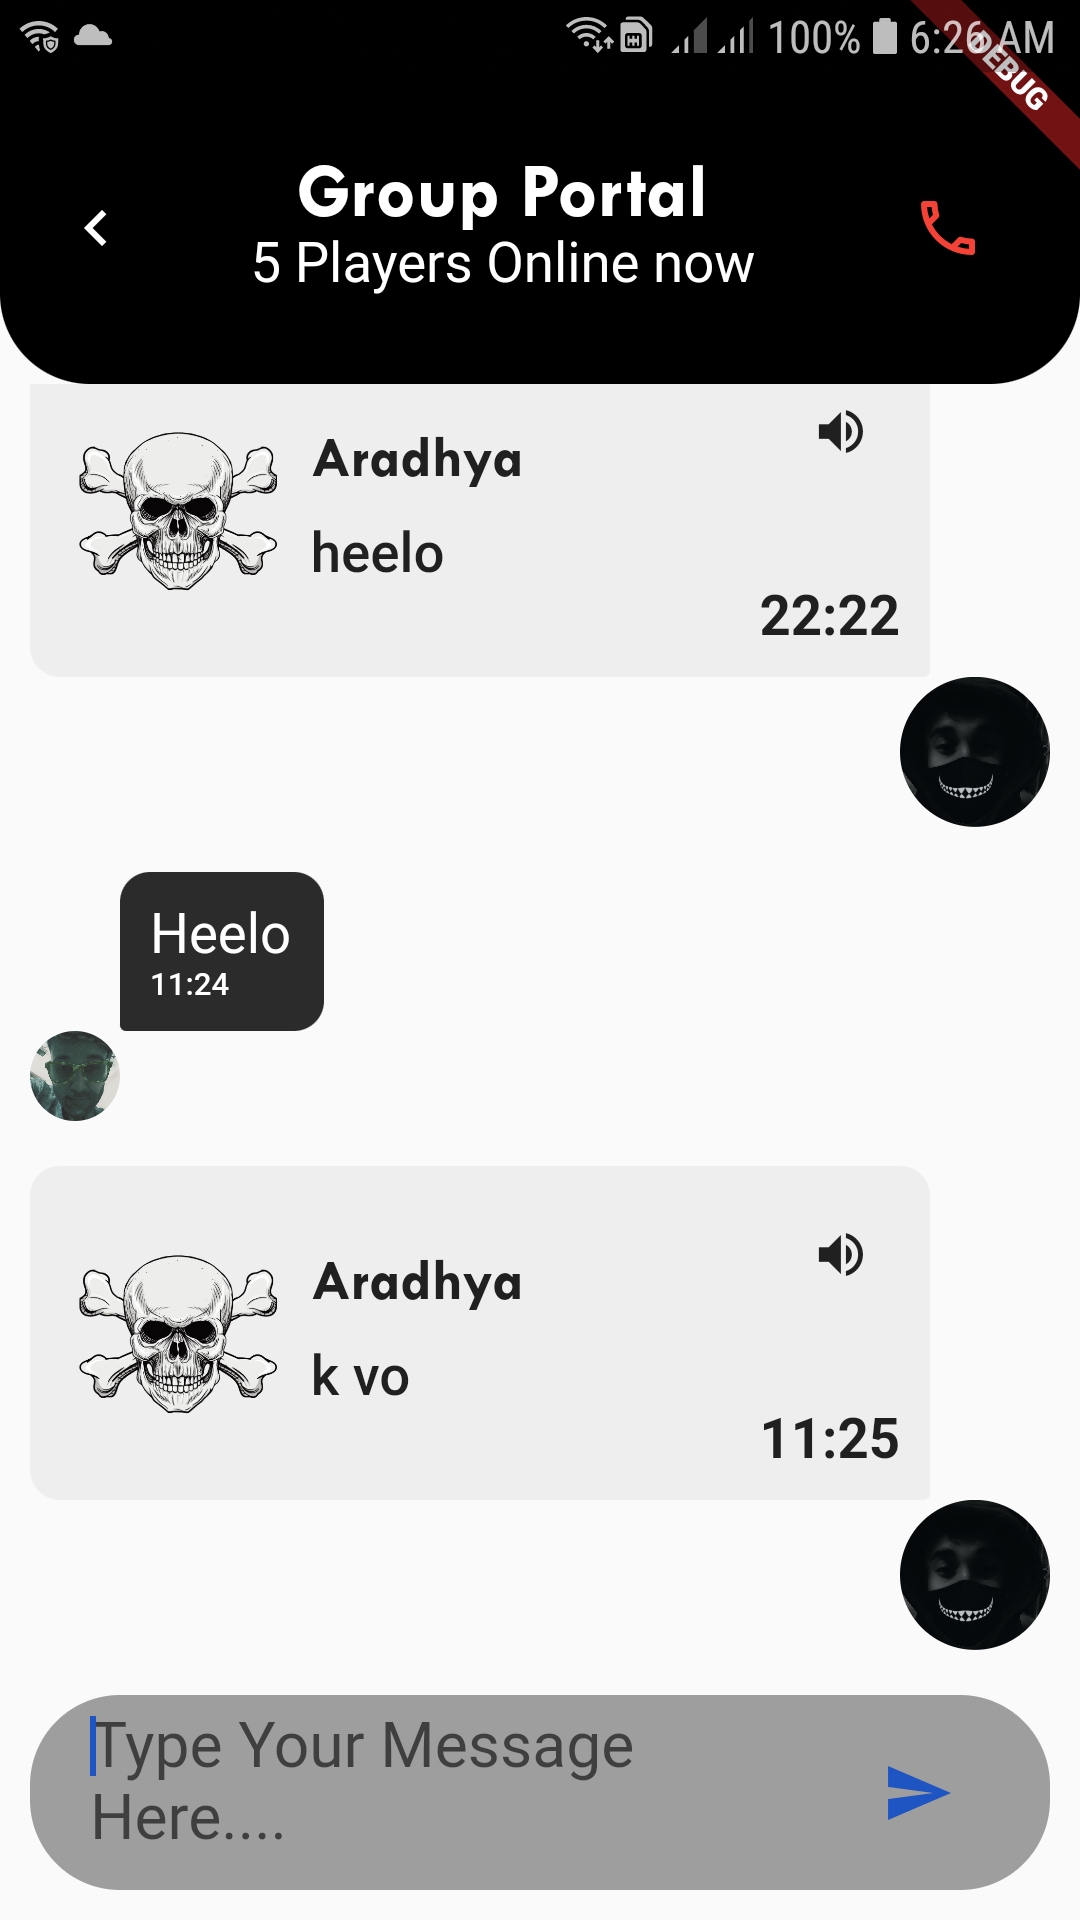 100% 6:26 AM
DEBUG
Group Portal
5 Players Online now
Aradhya
heelo
22:22
Heelo
11:24
Aradhya
k vo
11:25
Type Your Message
Here....